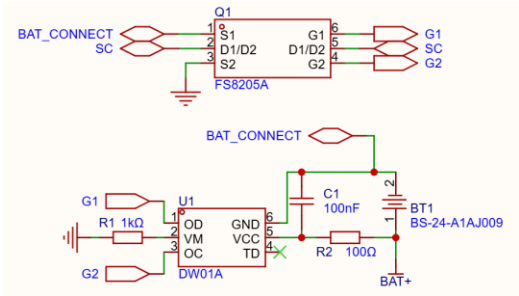 Q1
BAT_CONNECT 1 S1 G1 6 G1
SC 2 D1/D2 D1/D2 5 SC
3 S2 G2 4 G2
FS8205A
BAT_CONNECT
G1 U1 C1 2
R1 1kΩ 1 OD GND 6 100nF BT1
2 VM VCC 5 1 BS-24-A1AJ009
3 OC TD 4 R2 100Ω
G2 DW01A BAT+